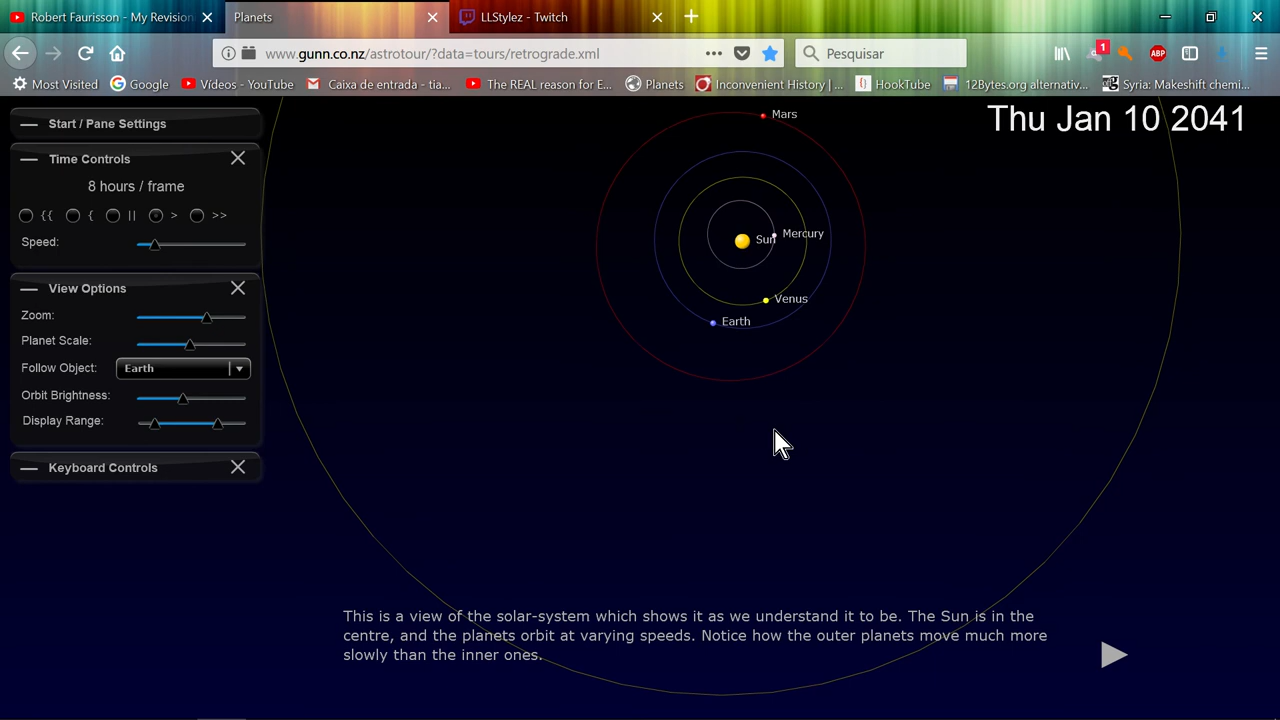 Robert Faurisson - My Revision
Planets
LLStylez - Twitch
www.gunn.co.nz/astrotour/?data=tours/retrograde.xml
Pesquisar
1
ABP
Most Visited
Google
Vídeos - YouTube
Caixa de entrada - tia...
The REAL reason for E...
Planets
Inconvenient History | ...
HookTube
12Bytes.org alternativ...
Syria: Makeshift chemi...
Start / Pane Settings
Time Controls
8 hours / frame
{{ { || > >>
Speed:
View Options
Zoom:
Planet Scale:
Follow Object: Earth
Orbit Brightness:
Display Range:
Keyboard Controls
Thu Jan 10 2041
Mars
Mercury
Sun
Venus
Earth
This is a view of the solar-system which shows it as we understand it to be. The Sun is in the
centre, and the planets orbit at varying speeds. Notice how the outer planets move much more
slowly than the inner ones.